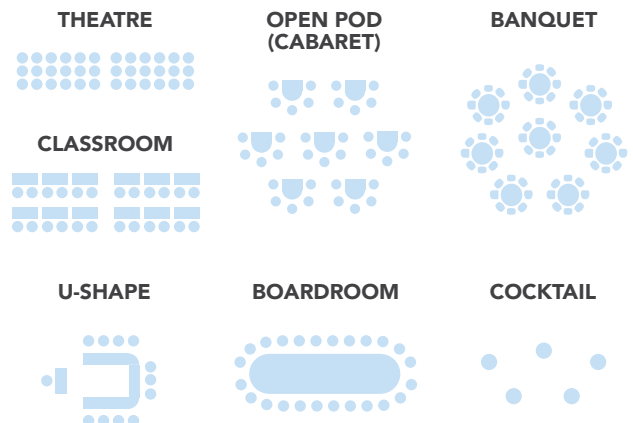 THEATRE
OPEN POD
(CABARET)
BANQUET
CLASSROOM
U-SHAPE
BOARDROOM
COCKTAIL